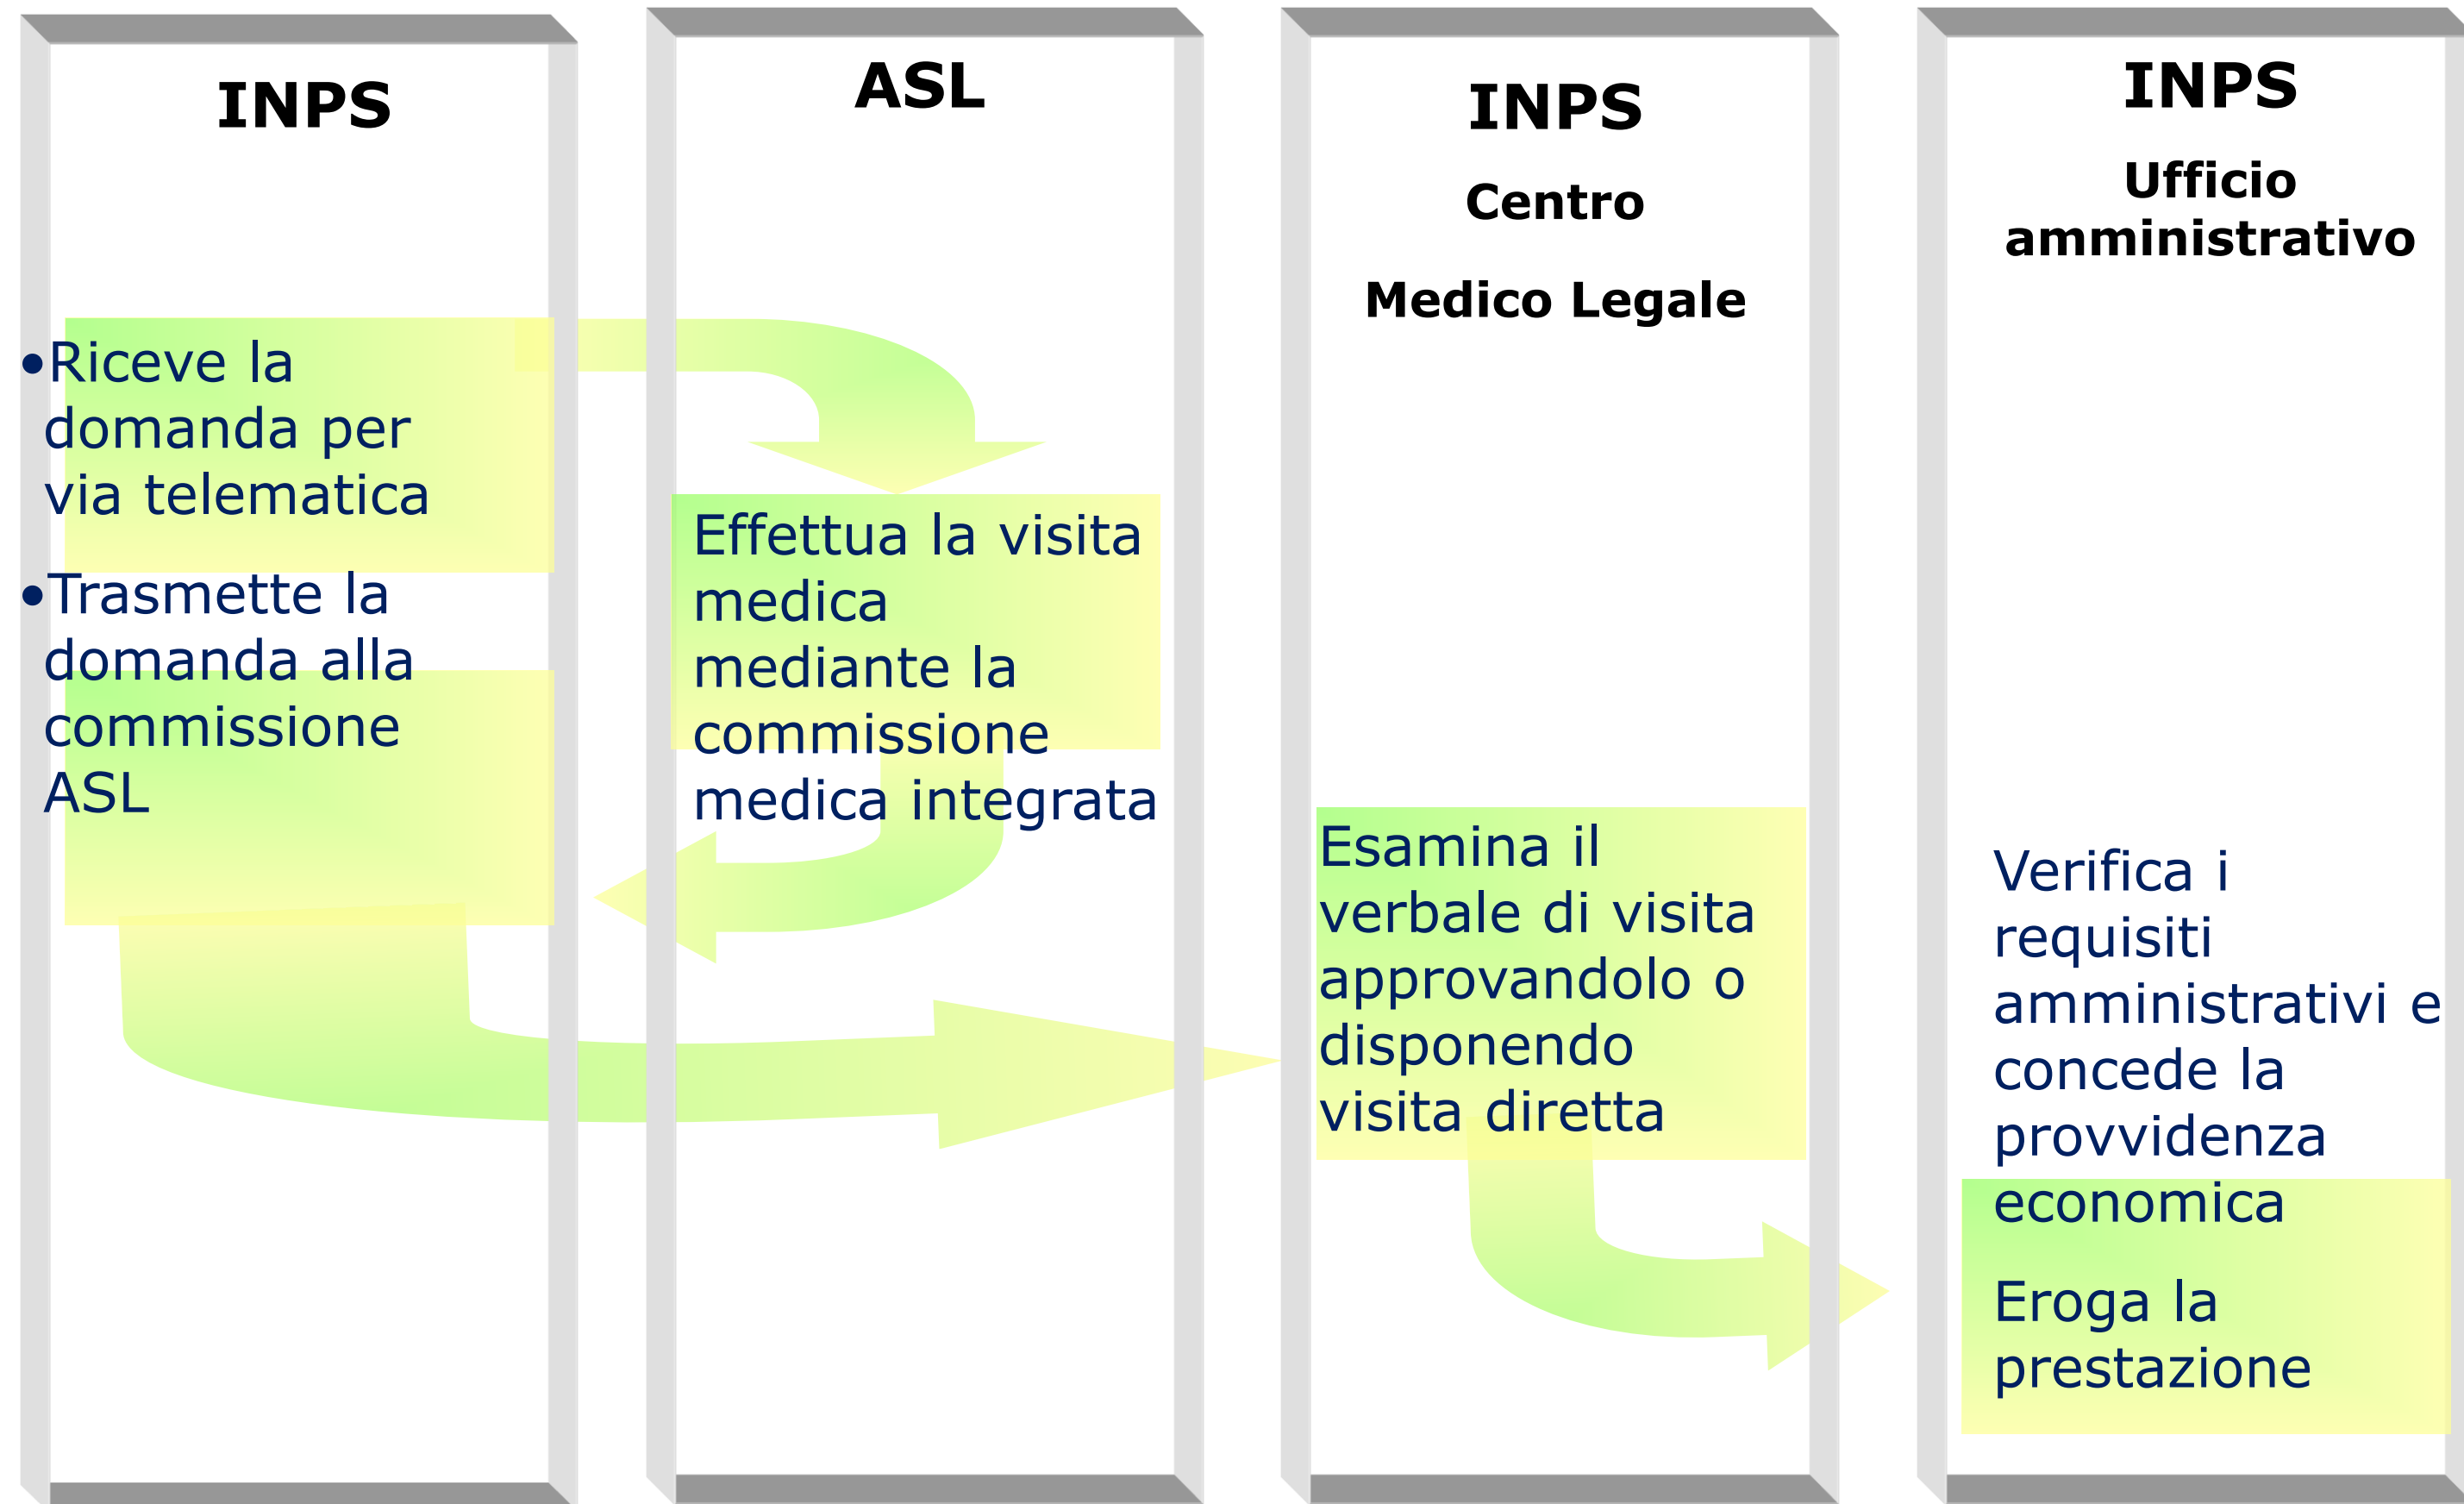 INPS
•Riceve la
domanda per
via telematica
•Trasmette la
domanda alla
commissione
ASL
ASL
Effettua la visita
medica
mediante la
commissione
medica integrata
INPS
Centro
Medico Legale
Esamina il
verbale di visita
approvandolo o
disponendo
visita diretta
INPS
Ufficio
amministrativo
Verifica i
requisiti
amministrativi e
concede la
provvidenza
economica
Eroga la
prestazione